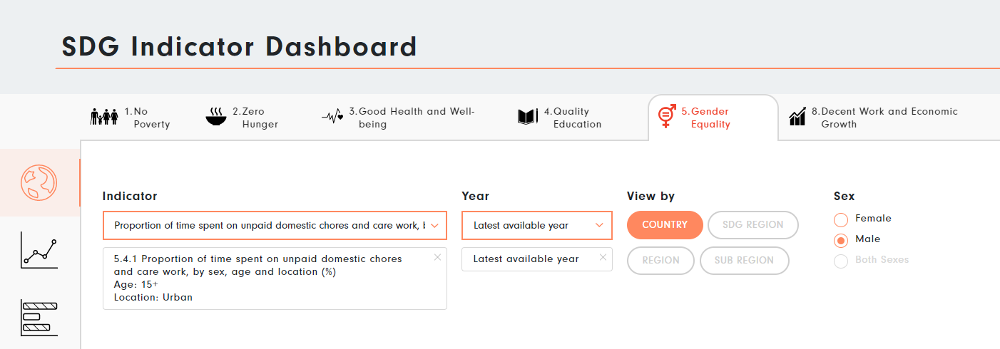 SDG Indicator Dashboard
1.No
Poverty
2.Zero
Hunger
3.Good Health and Well-
being
4.Quality
Education
5.Gender
Equality
8.Decent Work and Economic
Growth
Indicator
Proportion of time spent on unpaid domestic chores and care work,
5.4.1 Proportion of time spent on unpaid domestic chores
and care work, by sex, age and location (%)
Age: 15+
Location: Urban
Year
Latest available year
Latest available year
View by
COUNTRY
SDG REGION
REGION
SUB REGION
Sex
Female
Male
Both Sexes